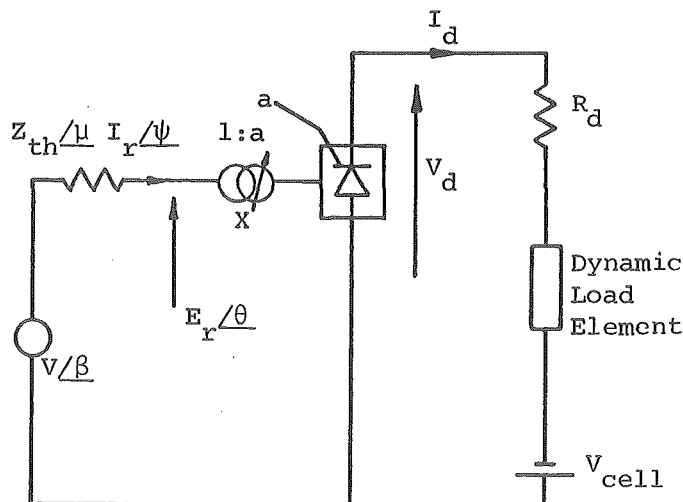 I_d
a
Z_th/μ I_r/ψ 1:a
R_d
V_d
X
E_r/θ
Dynamic
Load
Element
V/β
V_cell